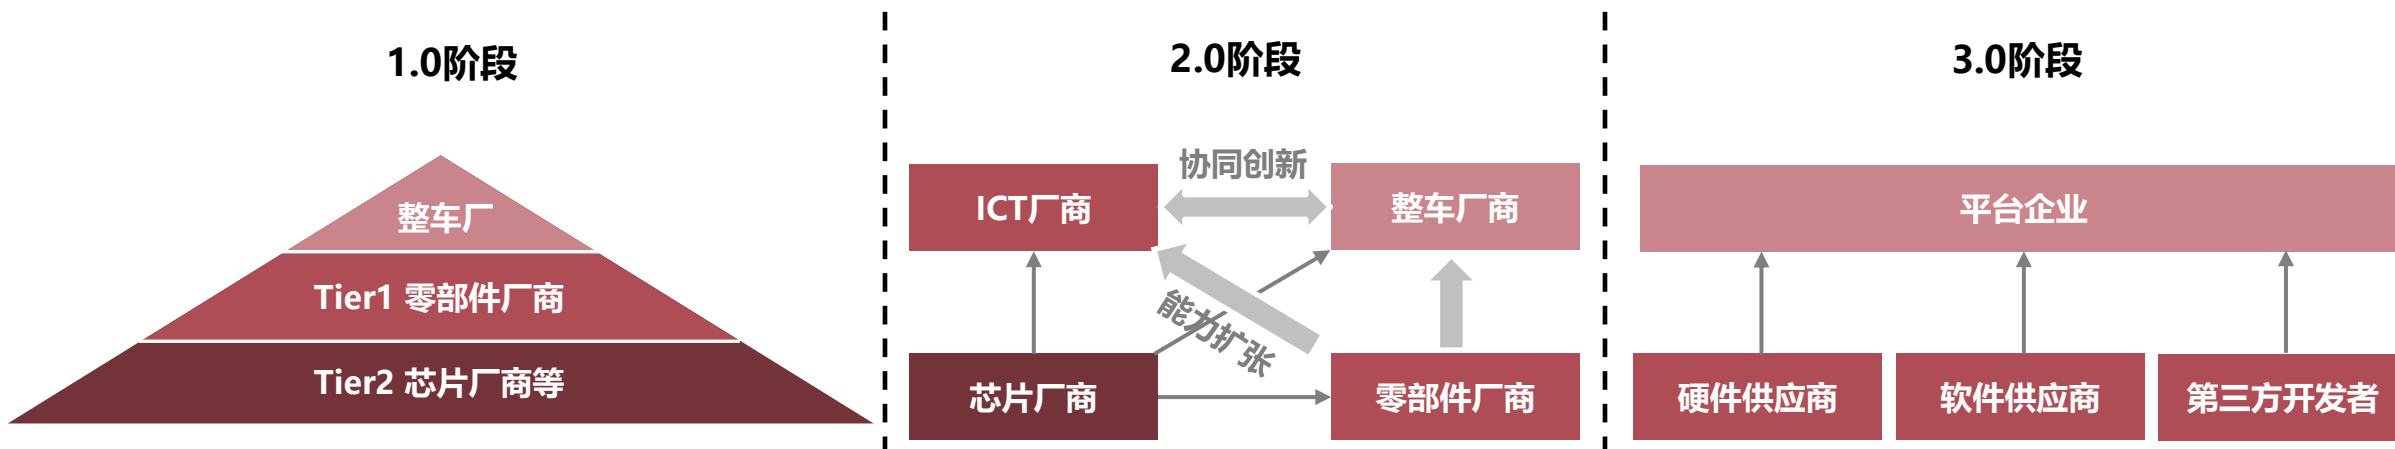 1.0阶段
整车厂
Tier1 零部件厂商
Tier2 芯片厂商等
2.0阶段
协同创新
ICT厂商
整车厂商
能力扩张
芯片厂商
零部件厂商
3.0阶段
平台企业
硬件供应商
软件供应商
第三方开发者